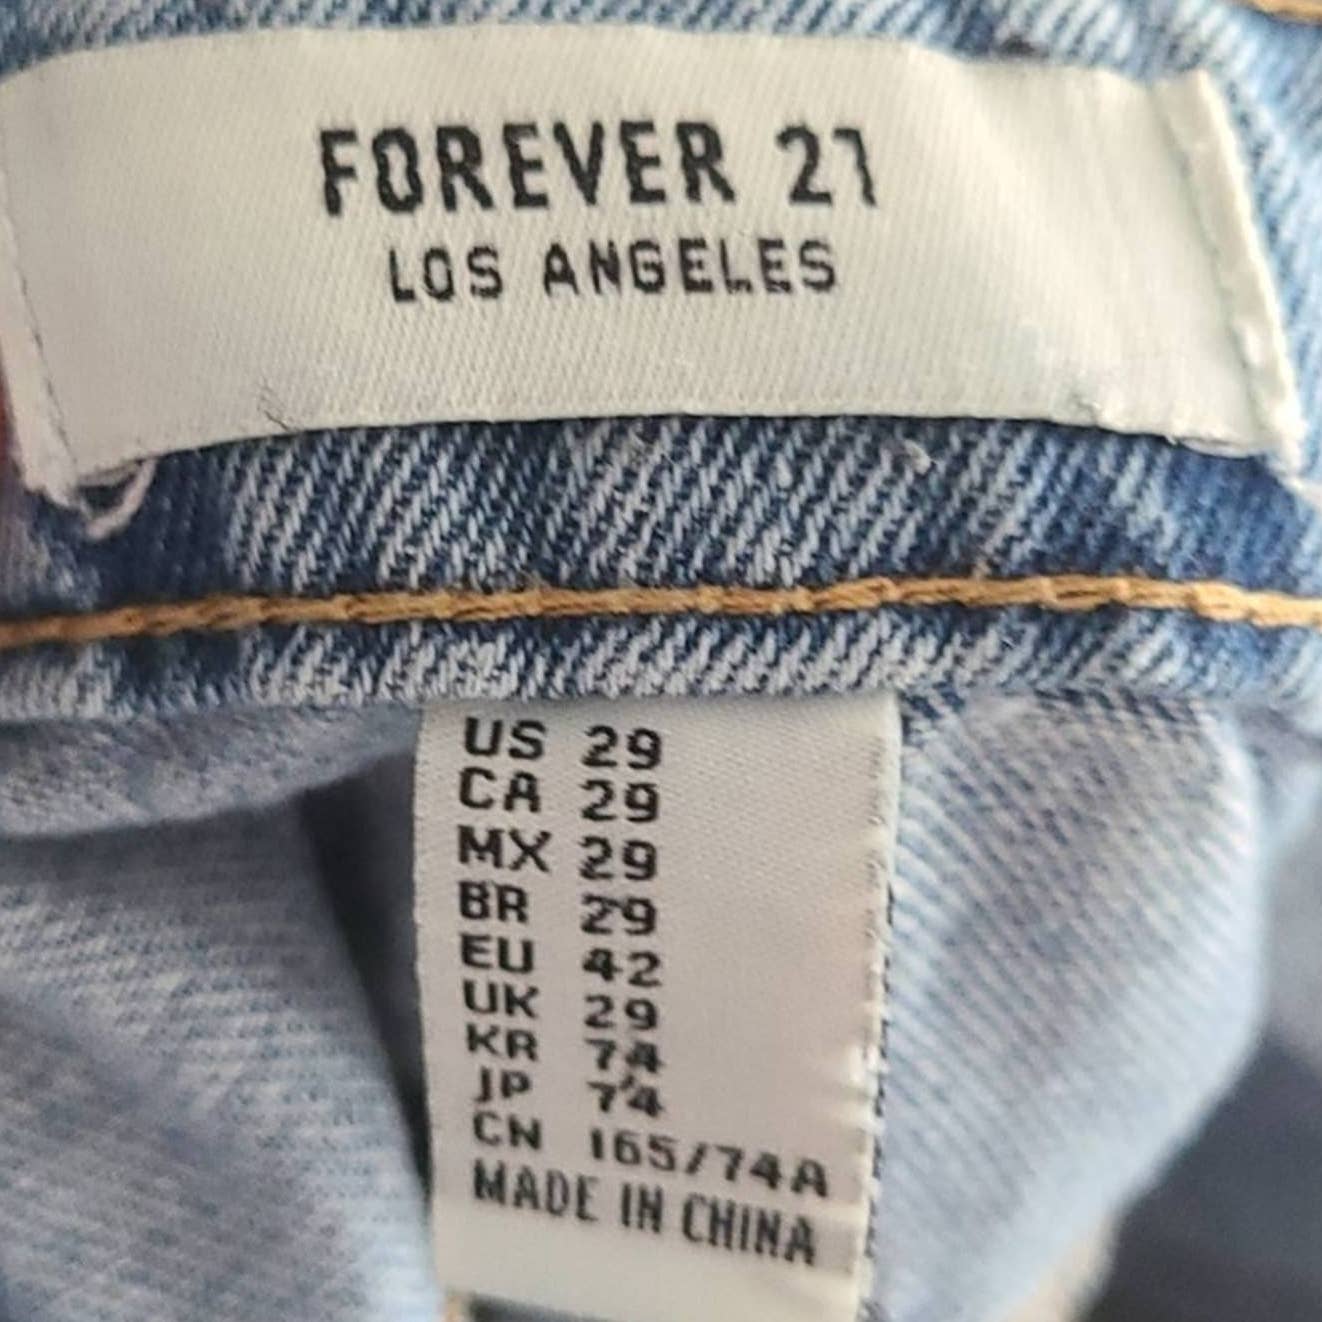 FOREVER 21
LOS ANGELES
US 29
CA 29
MX 29
BR 29
EU 42
UK 29
KR 74
JP 74
CN 165/74A
MADE IN CHINA